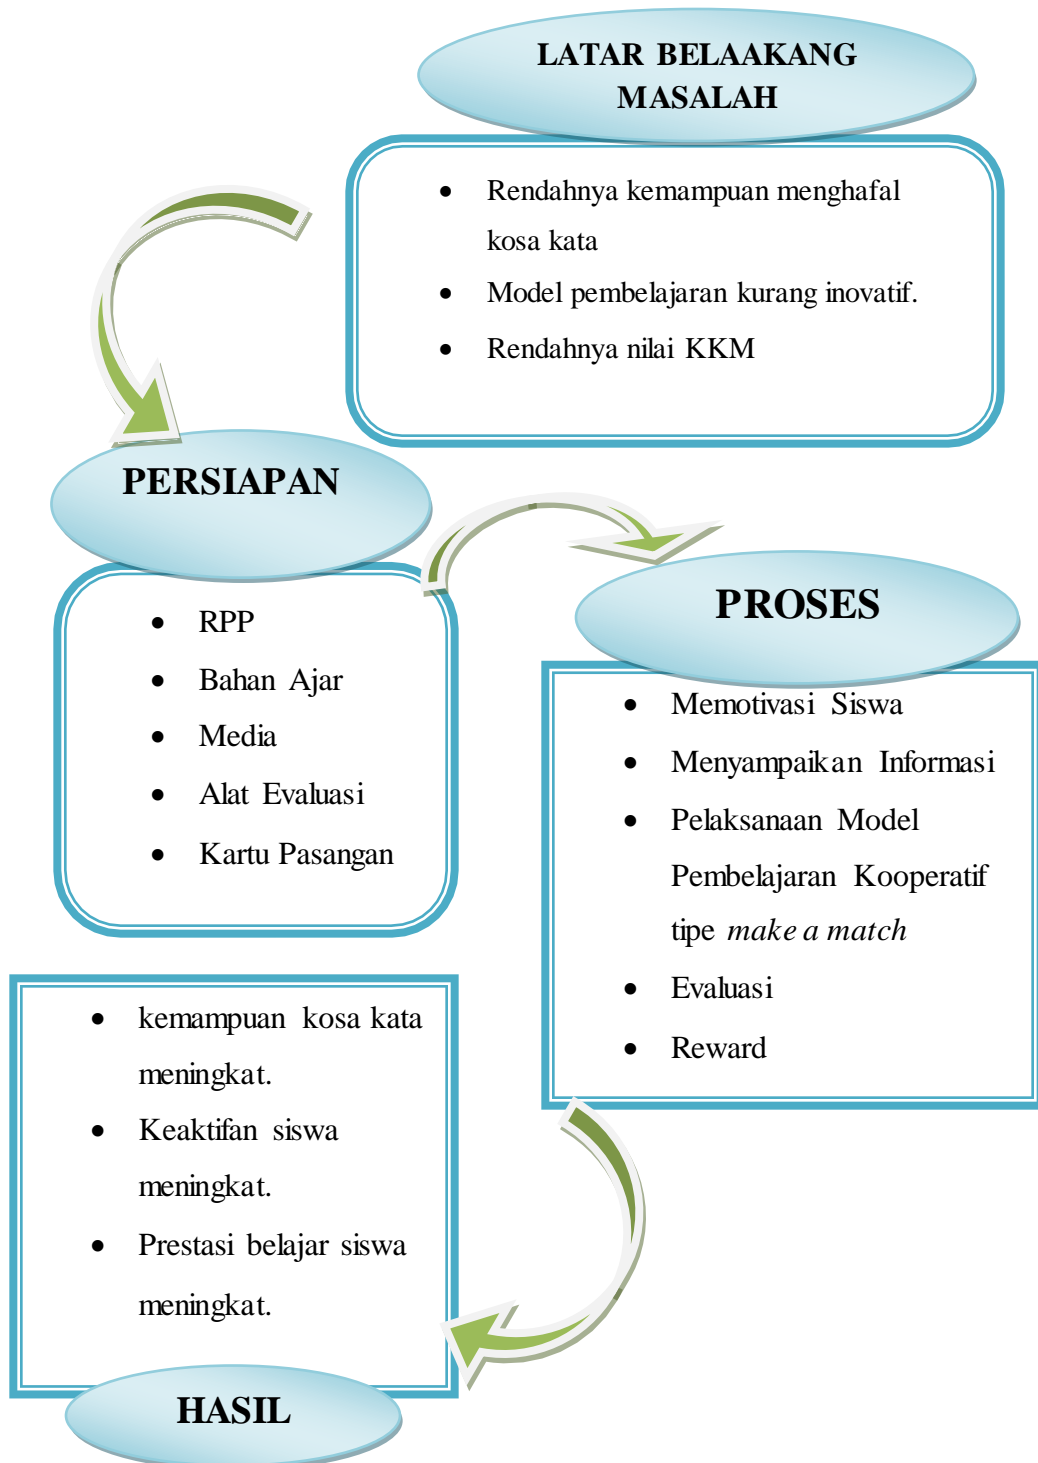 LATAR BELAAKANG
MASALAH
• Rendahnya kemampuan menghafal
kosa kata
• Model pembelajaran kurang inovatif.
• Rendahnya nilai KKM
PERSIAPAN
• RPP
• Bahan Ajar
• Media
• Alat Evaluasi
• Kartu Pasangan
PROSES
• Memotivasi Siswa
• Menyampaikan Informasi
• Pelaksanaan Model
Pembelajaran Kooperatif
tipe make a match
• Evaluasi
• Reward
• kemampuan kosa kata
meningkat.
• Keaktifan siswa
meningkat.
• Prestasi belajar siswa
meningkat.
HASIL